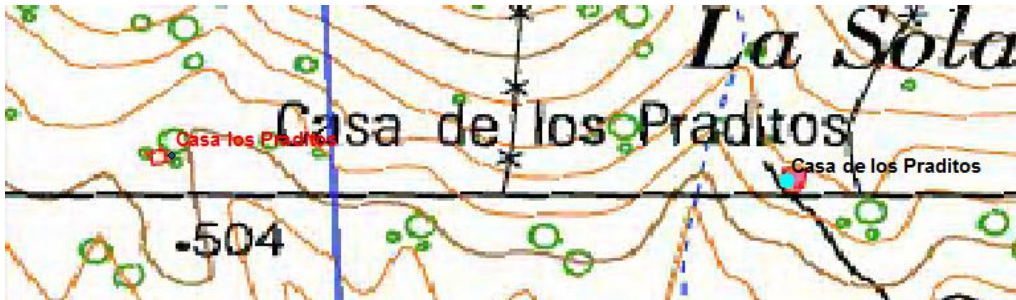 La Sola
Casa de los Praditos
Casa los Praditos
Casa de los Praditos
504